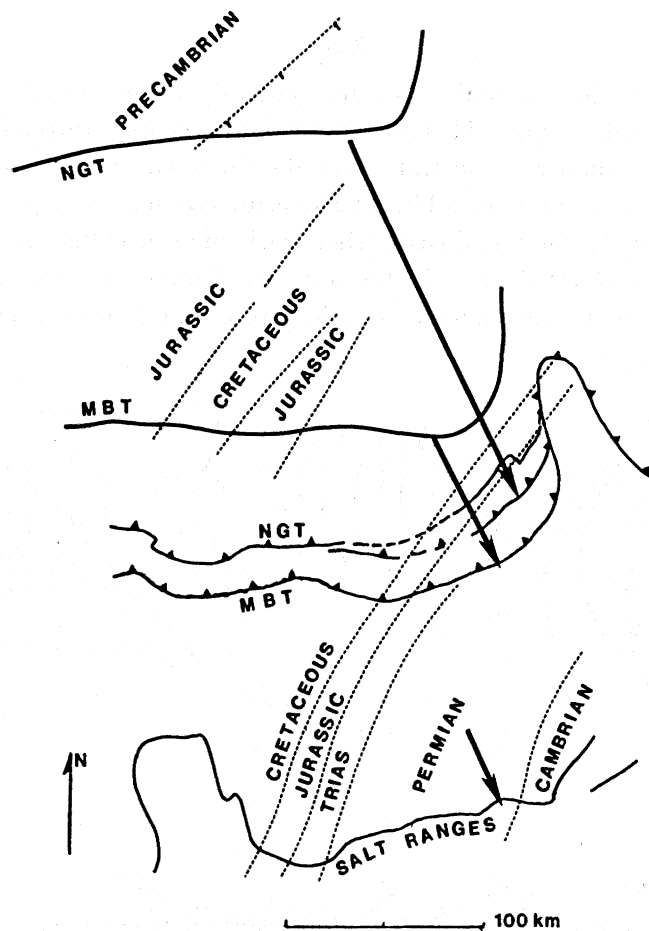 PRECAMBRIAN
NGT
JURASSIC
CRETACEOUS
JURASSIC
MBT
NGT
MBT
CRETACEOUS
JURASSIC
TRIAS
PERMIAN
CAMBRIAN
N
SALT RANGES
100 km